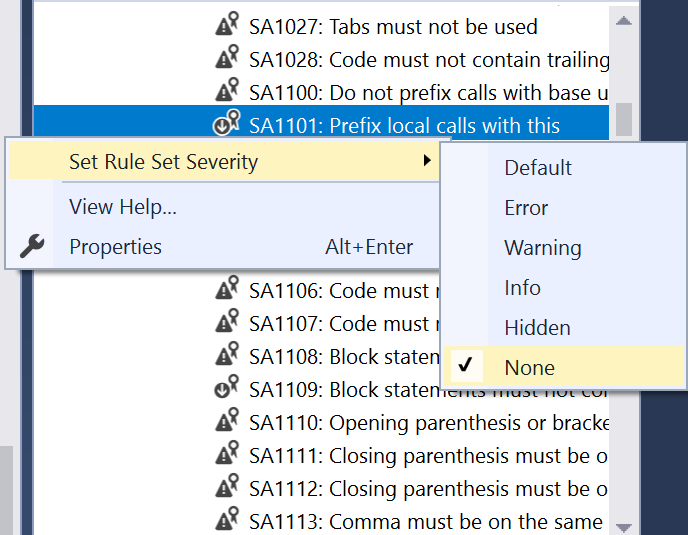 SA1027: Tabs must not be used
SA1028: Code must not contain trailing
SA1100: Do not prefix calls with base u
SA1101: Prefix local calls with this
Set Rule Set Severity
View Help...
Properties Alt+Enter
Default
Error
Warning
Info
Hidden
None
SA1106: Code must
SA1107: Code must
SA1108: Block statem
SA1109: Block statements must not co
SA1110: Opening parenthesis or bracke
SA1111: Closing parenthesis must be o
SA1112: Closing parenthesis must be o
SA1113: Comma must be on the same